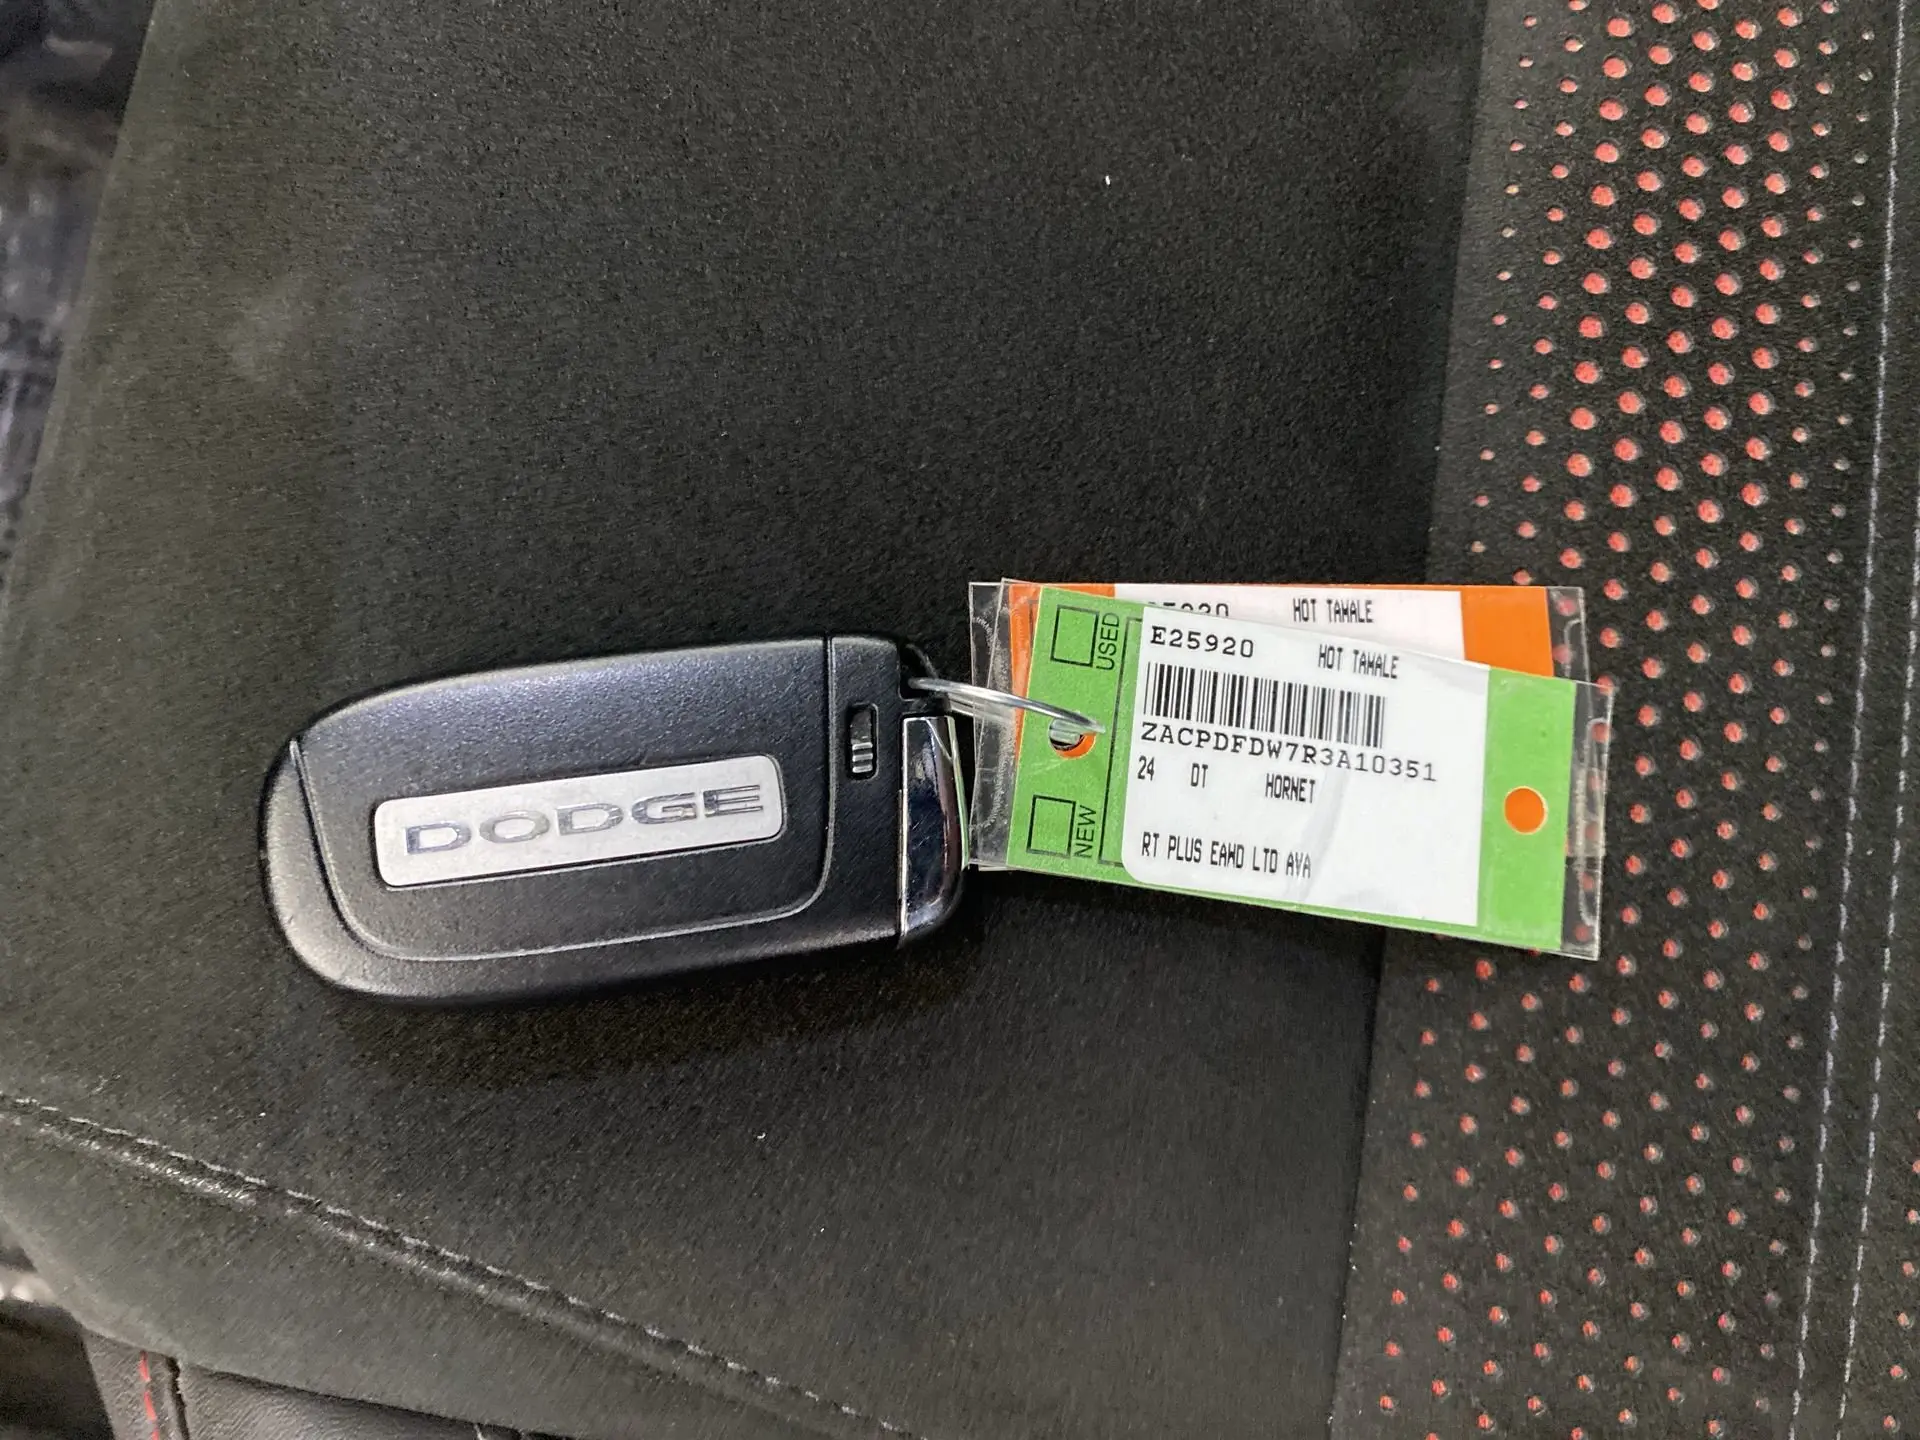 DODGE
HOT TAMALE
USED
E25920 HOT TAMALE
ZACPDFDW7R3A10351
24 DT HORNET
NEW
RT PLUS EAWD LTD AVA